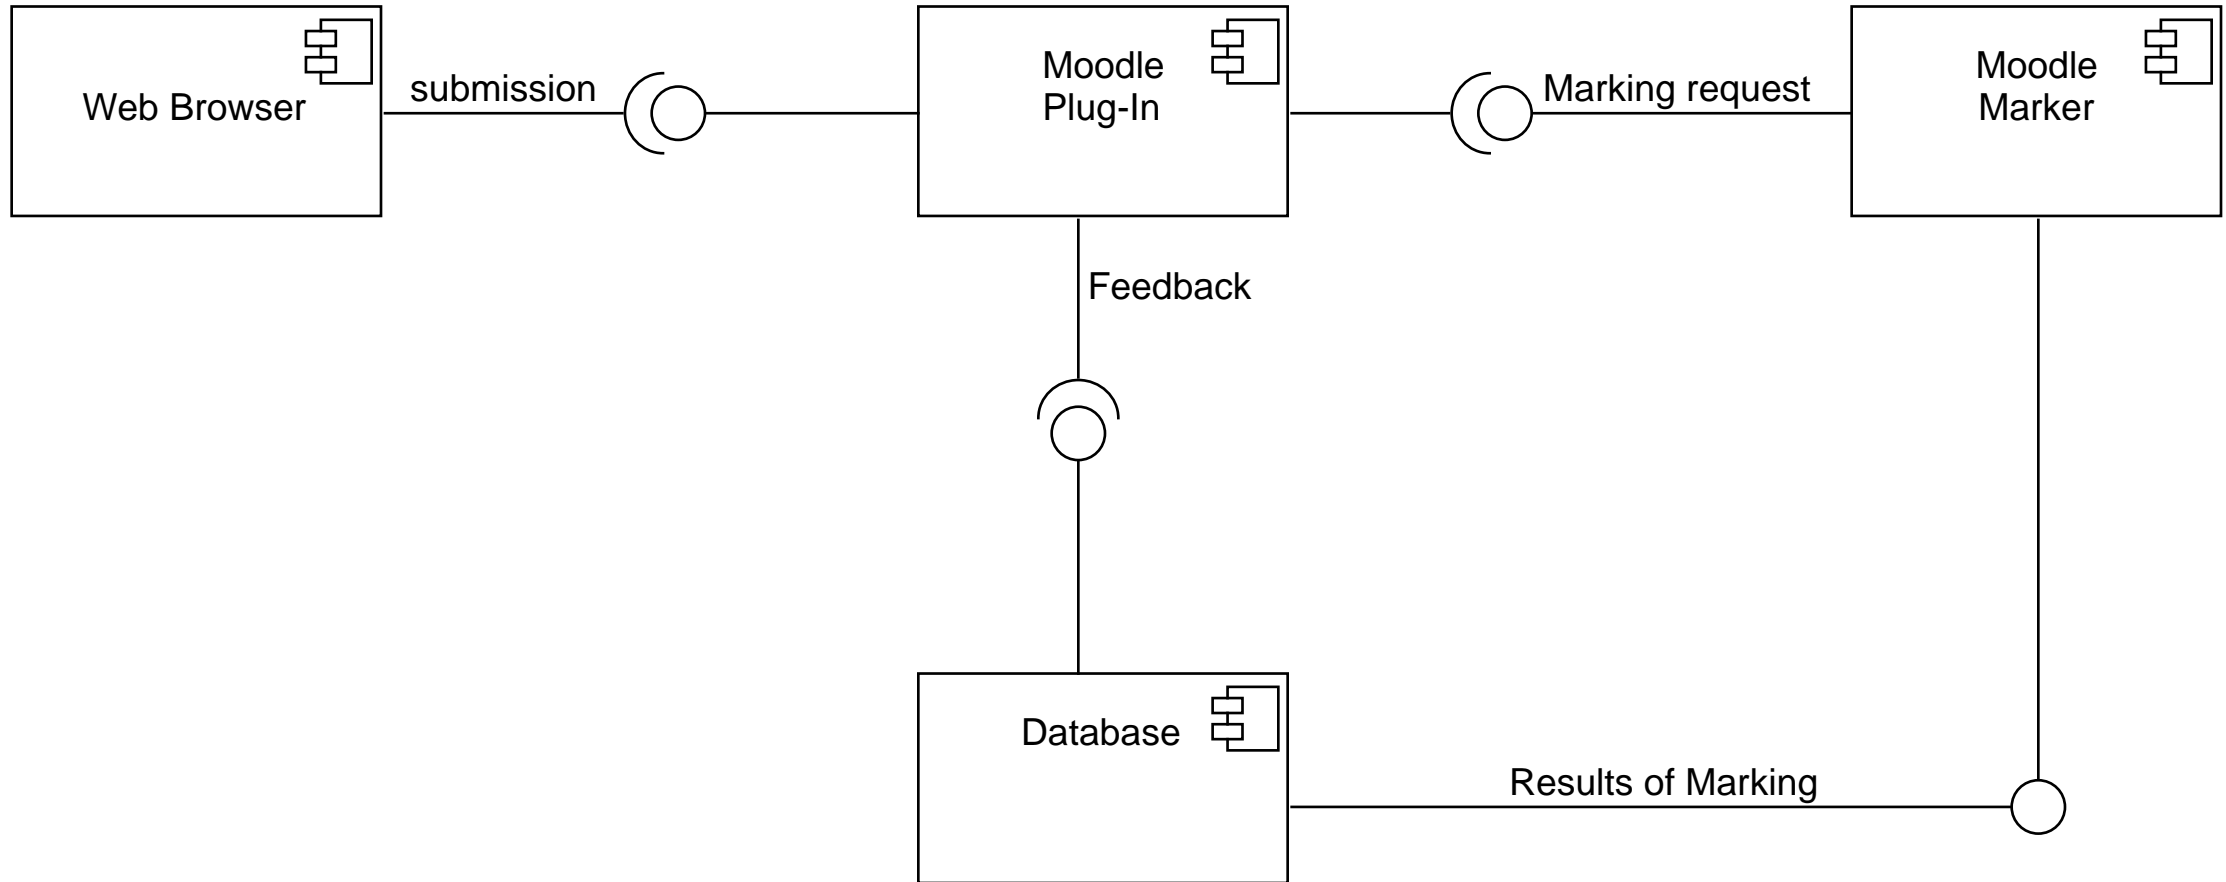 Web Browser
submission
Moodle
Plug-In
Marking request
Moodle
Marker
Feedback
Database
Results of Marking